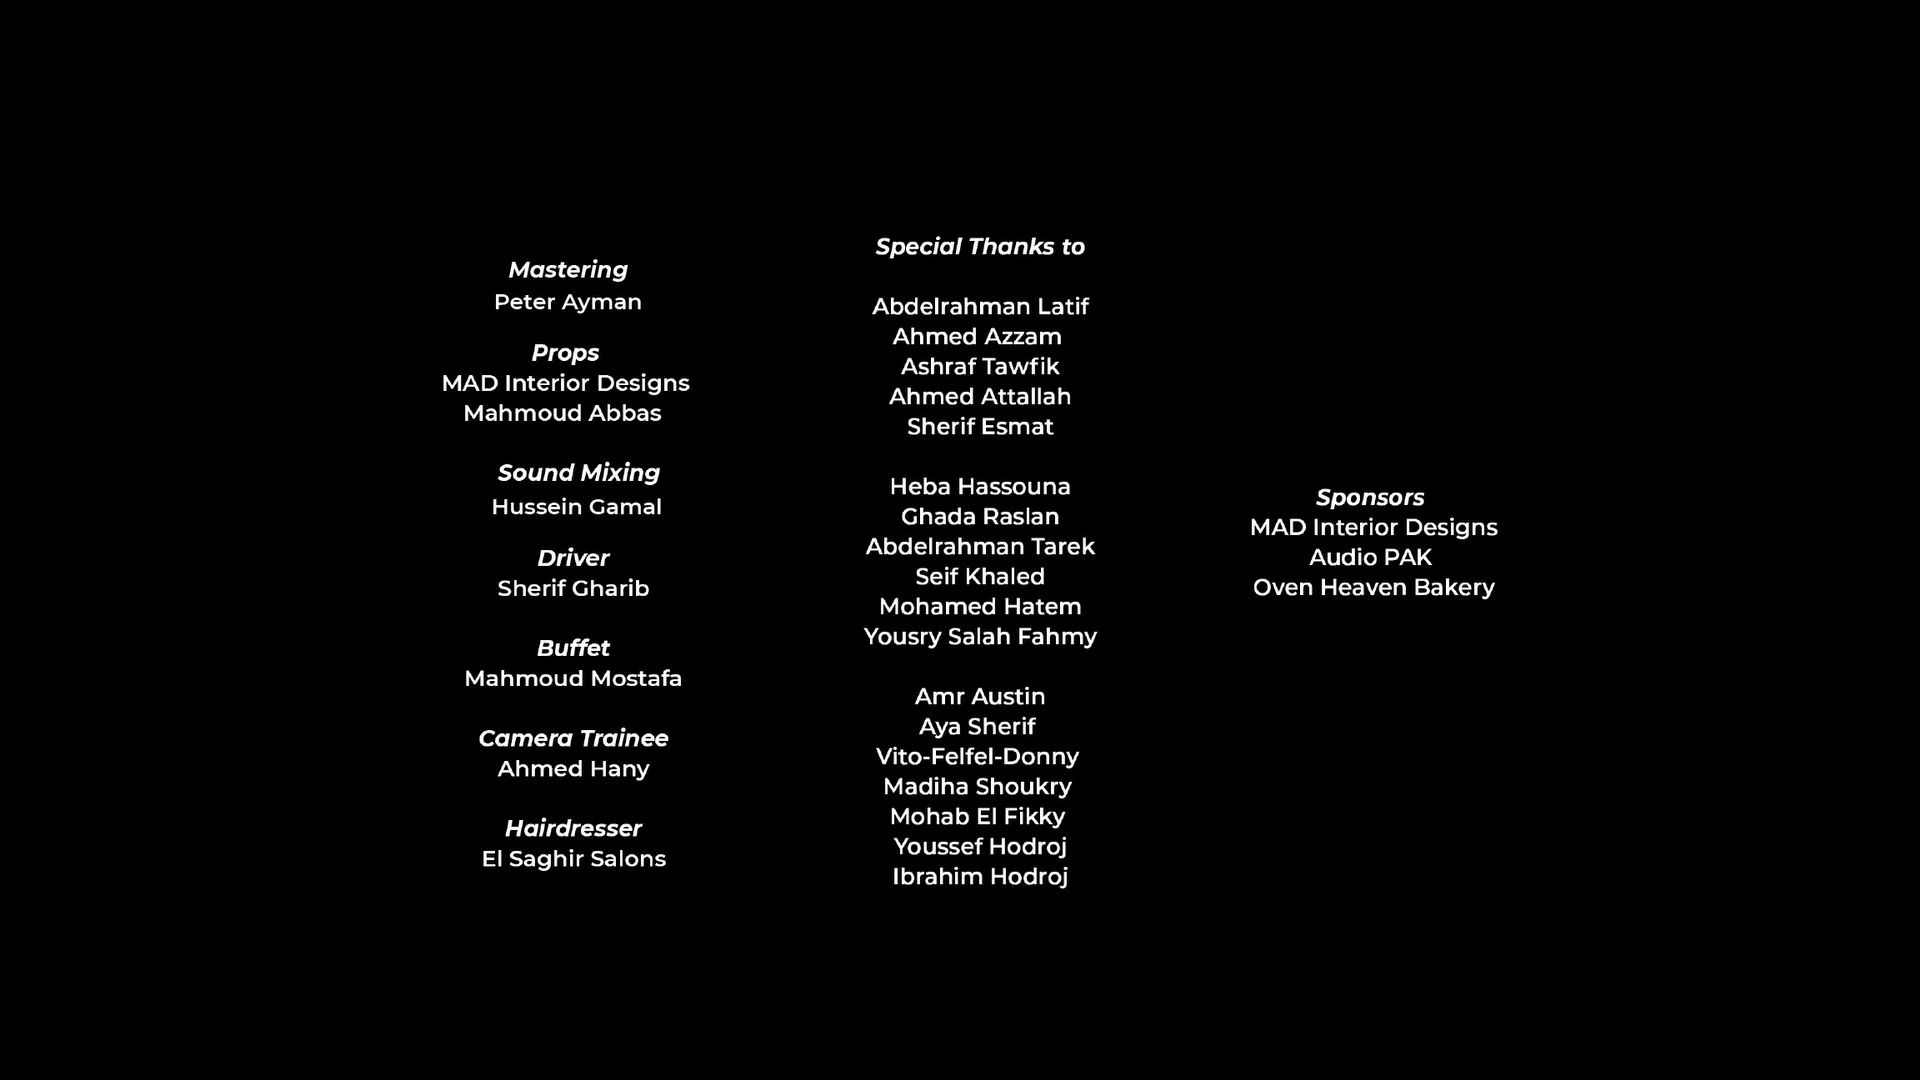 Mastering
Peter Ayman
Props
MAD Interior Designs
Mahmoud Abbas
Sound Mixing
Hussein Gamal
Driver
Sherif Gharib
Buffet
Mahmoud Mostafa
Camera Trainee
Ahmed Hany
Hairdresser
El Saghir Salons
Special Thanks to
Abdelrahman Latif
Ahmed Azzam
Ashraf Tawfik
Ahmed Attallah
Sherif Esmat
Heba Hassouna
Ghada Raslan
Abdelrahman Tarek
Seif Khaled
Mohamed Hatem
Yousry Salah Fahmy
Amr Austin
Aya Sherif
Vito-Felfel-Donny
Madiha Shoukry
Mohab El Fikky
Youssef Hodroj
Ibrahim Hodroj
Sponsors
MAD Interior Designs
Audio PAK
Oven Heaven Bakery